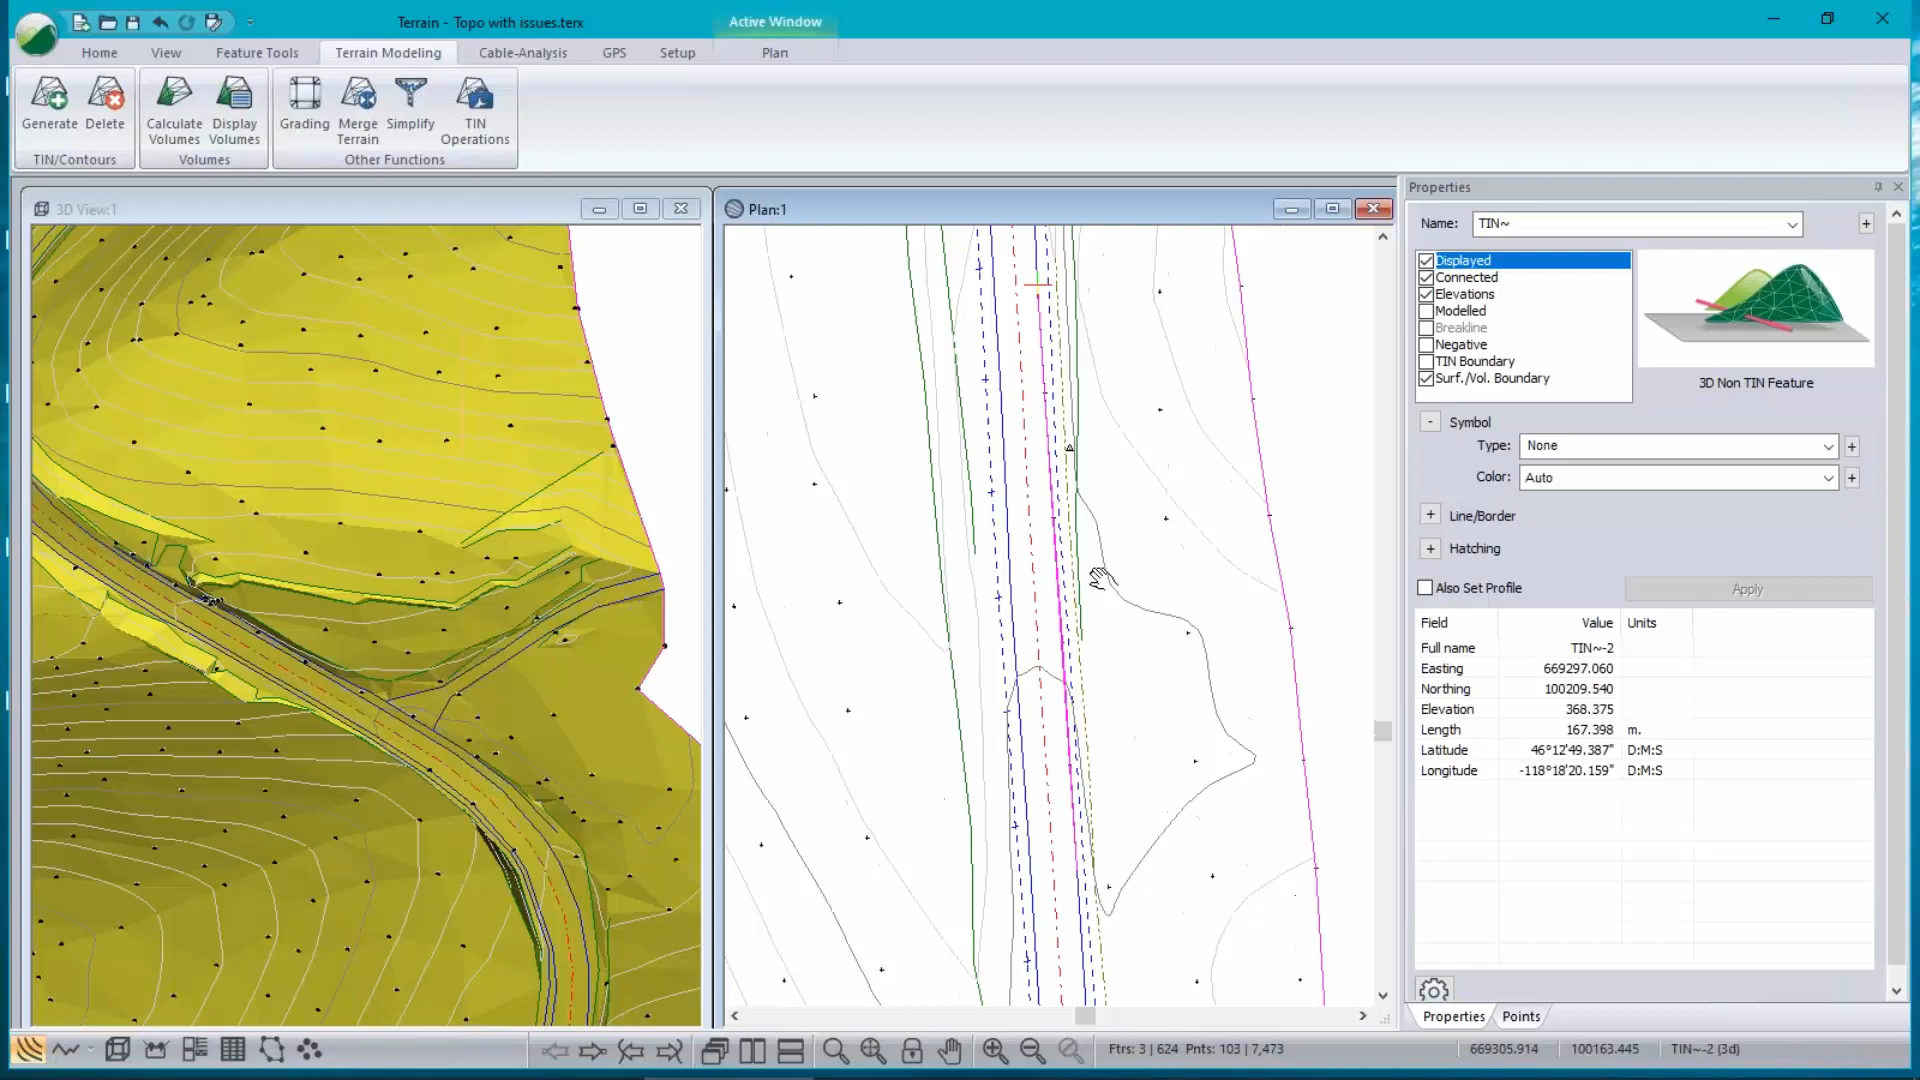 Terrain - Topo with issues.terx
Active Window
Home
View
Feature Tools
Terrain Modeling
Cable-Analysis
GPS
Setup
Plan
Generate
Delete
TIN/Contours
Calculate Volumes
Display Volumes
Volumes
Grading
Merge Terrain
Simplify
TIN Operations
Other Functions
3D View:1
Plan:1
Properties
Name: TIN~
Displayed
Connected
Elevations
Modelled
Breakline
Negative
TIN Boundary
Surf./Vol. Boundary
3D Non TIN Feature
- Symbol
Type: None
Color: Auto
+ Line/Border
+ Hatching
Also Set Profile
Apply
Field Value Units
Full name TIN~-2
Easting 669297.060
Northing 100209.540
Elevation 368.375
Length 167.398 m.
Latitude 46°12'49.387" D:M:S
Longitude -118°18'20.159" D:M:S
Properties
Points
Ftrs: 3 | 624 Pnts: 103 | 7,473
669305.914
100163.445
TIN~-2 (3d)